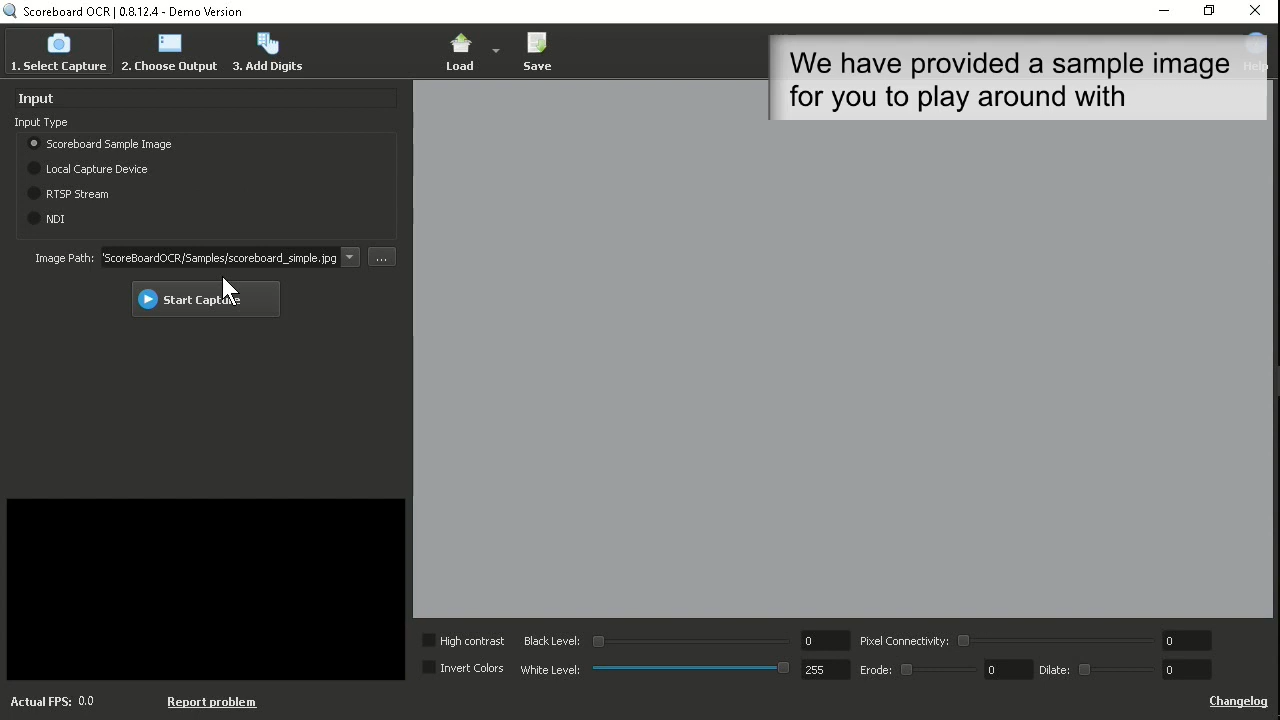 Scoreboard OCR | 0.8.12.4 - Demo Version
1. Select Capture 2. Choose Output 3. Add Digits Load Save
We have provided a sample image
for you to play around with
Help
Input
Input Type
Scoreboard Sample Image
Local Capture Device
RTSP Stream
NDI
Image Path: 'ScoreBoardOCR/Samples/scoreboard_simple.jpg ...
Start Capture
High contrast Black Level: 0 Pixel Connectivity: 0
Invert Colors White Level: 255 Erode: 0 Dilate: 0
Actual FPS: 0.0 Report problem Changelog